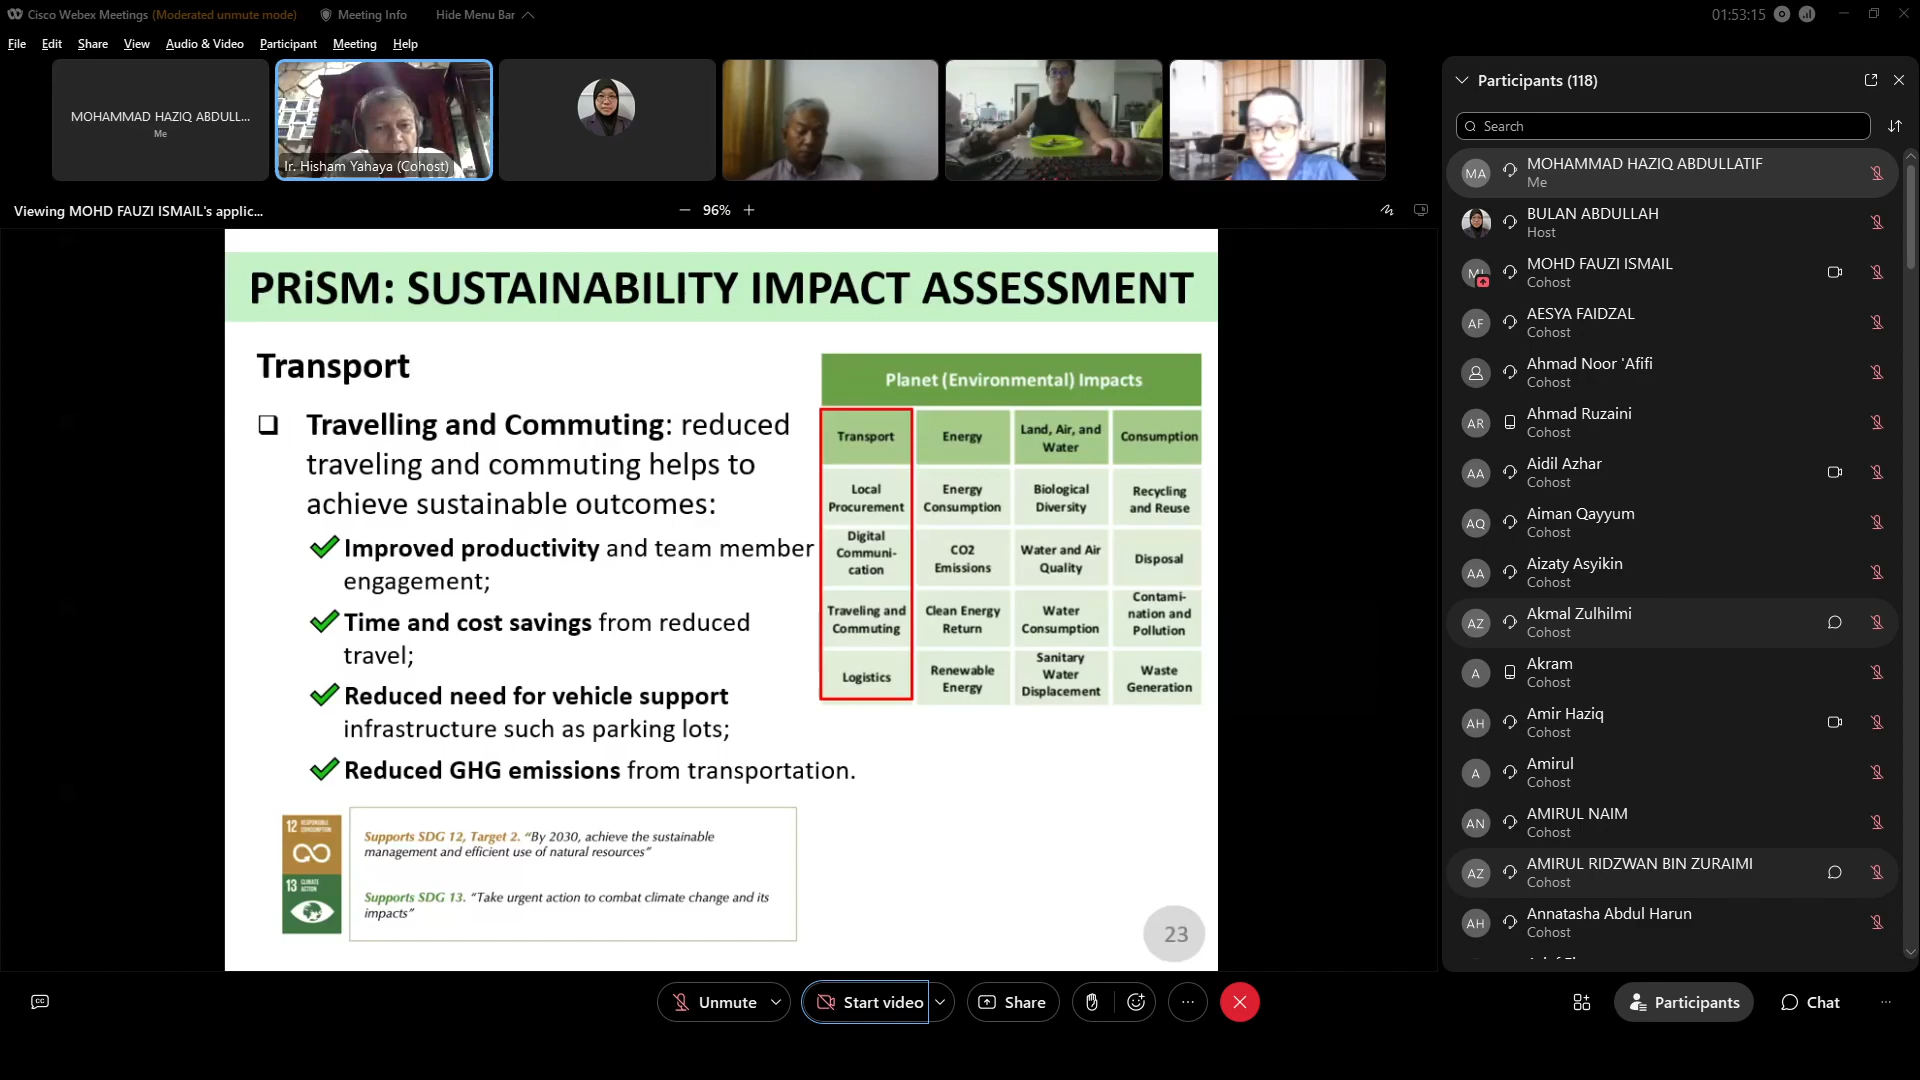 Cisco Webex Meetings (Moderated unmute mode) Meeting Info Hide Menu Bar 01:53:15
File Edit Share View Audio & Video Participant Meeting Help
MOHAMMAD HAZIQ ABDULL...
Me
Ir. Hisham Yahaya (Cohost)
Viewing MOHD FAUZI ISMAIL's applic... 96%
PRiSM: SUSTAINABILITY IMPACT ASSESSMENT
Transport
Travelling and Commuting: reduced
traveling and commuting helps to
achieve sustainable outcomes:
Improved productivity and team member
engagement;
Time and cost savings from reduced
travel;
Reduced need for vehicle support
infrastructure such as parking lots;
Reduced GHG emissions from transportation.
Planet (Environmental) Impacts
Transport
Energy
Land, Air, and
Water
Consumption
Local
Procurement
Energy
Consumption
Biological
Diversity
Recycling
and Reuse
Digital
Communi-
cation
CO2
Emissions
Water and Air
Quality
Disposal
Traveling and
Commuting
Clean Energy
Return
Water
Consumption
Contami-
nation and
Pollution
Logistics
Renewable
Energy
Sanitary
Water
Displacement
Waste
Generation
12 RESPONSIBLE
CONSUMPTION
13 CLIMATE
ACTION
Supports SDG 12, Target 2. “By 2030, achieve the sustainable
management and efficient use of natural resources”
Supports SDG 13. “Take urgent action to combat climate change and its
impacts”
23
Participants (118)
Search
MA MOHAMMAD HAZIQ ABDULLATIF
Me
BULAN ABDULLAH
Host
MI MOHD FAUZI ISMAIL
Cohost
AF AESYA FAIDZAL
Cohost
Ahmad Noor 'Afifi
Cohost
AR Ahmad Ruzaini
Cohost
AA Aidil Azhar
Cohost
AQ Aiman Qayyum
Cohost
AA Aizaty Asyikin
Cohost
AZ Akmal Zulhilmi
Cohost
A Akram
Cohost
AH Amir Haziq
Cohost
A Amirul
Cohost
AN AMIRUL NAIM
Cohost
AZ AMIRUL RIDZWAN BIN ZURAIMI
Cohost
AH Annatasha Abdul Harun
Cohost
CC Unmute Start video Share Participants Chat